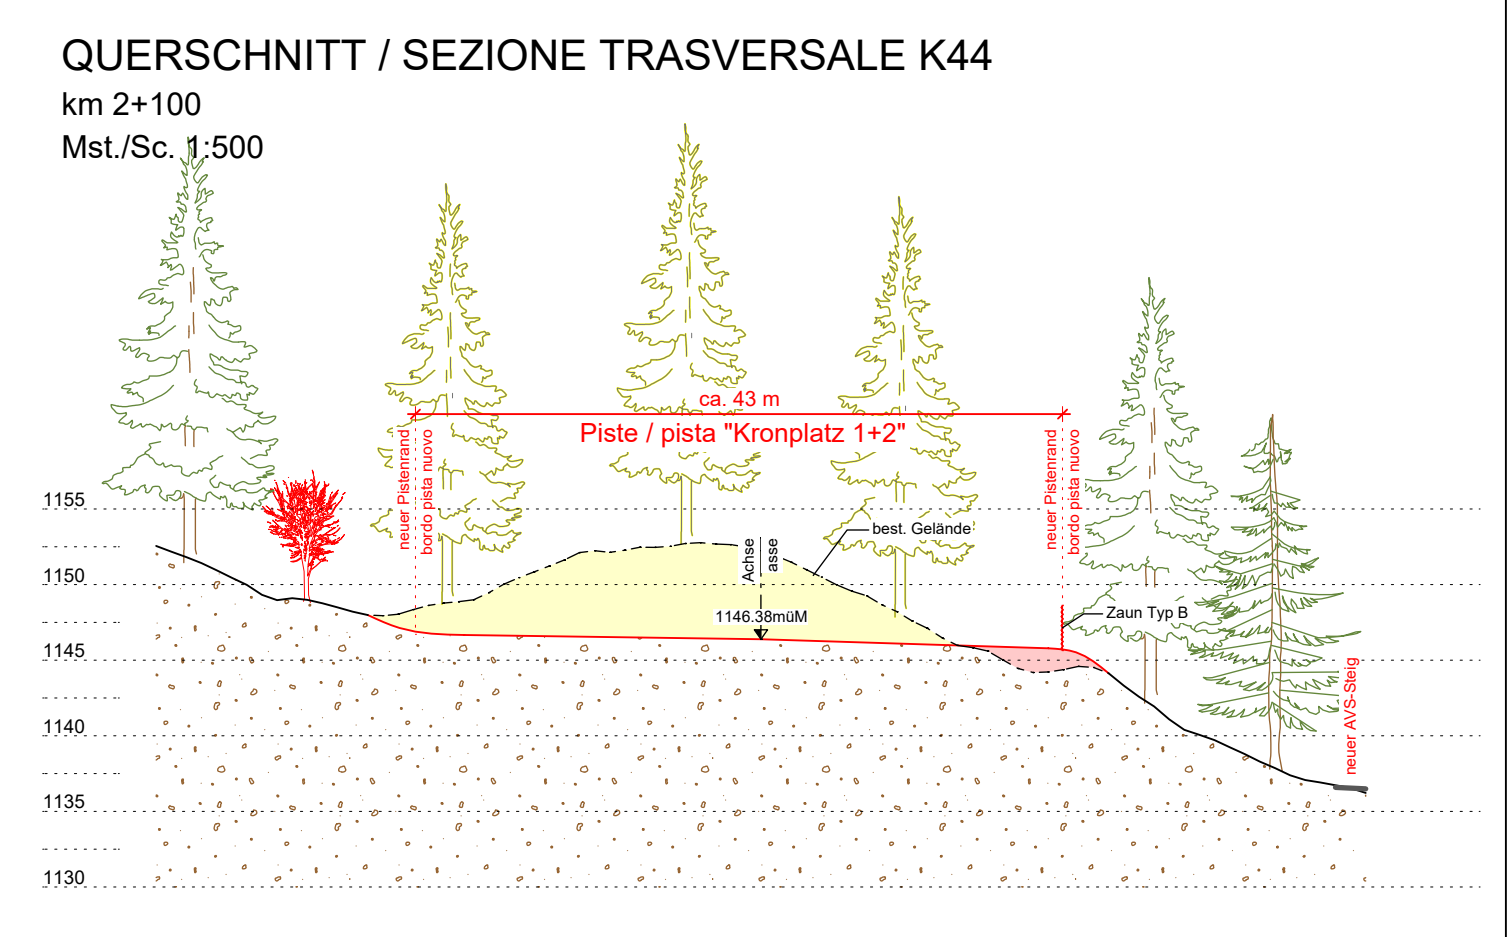 QUERSCHNITT / SEZIONE TRASVERSALE K44
km 2+100
Mst./Sc. 1:500
ca. 43 m
Piste / pista "Kronplatz 1+2"
neuer Pistenrand
bordo pista nuovo
neuer Pistenrand
bordo pista nuovo
best. Gelände
Achse
asse
1146.38müM
Zaun Typ B
neuer AVS-Steig
1155
1150
1145
1140
1135
1130